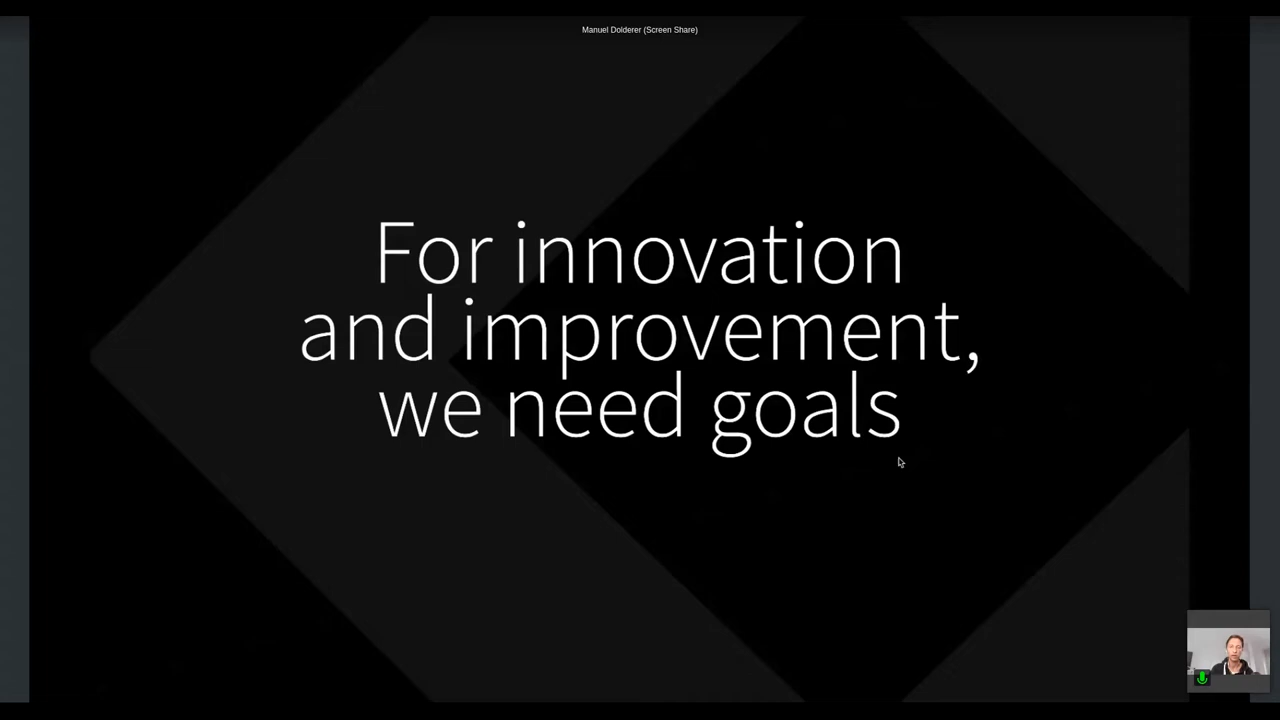 Manuel Dolderer (Screen Share)
For innovation
and improvement,
we need goals